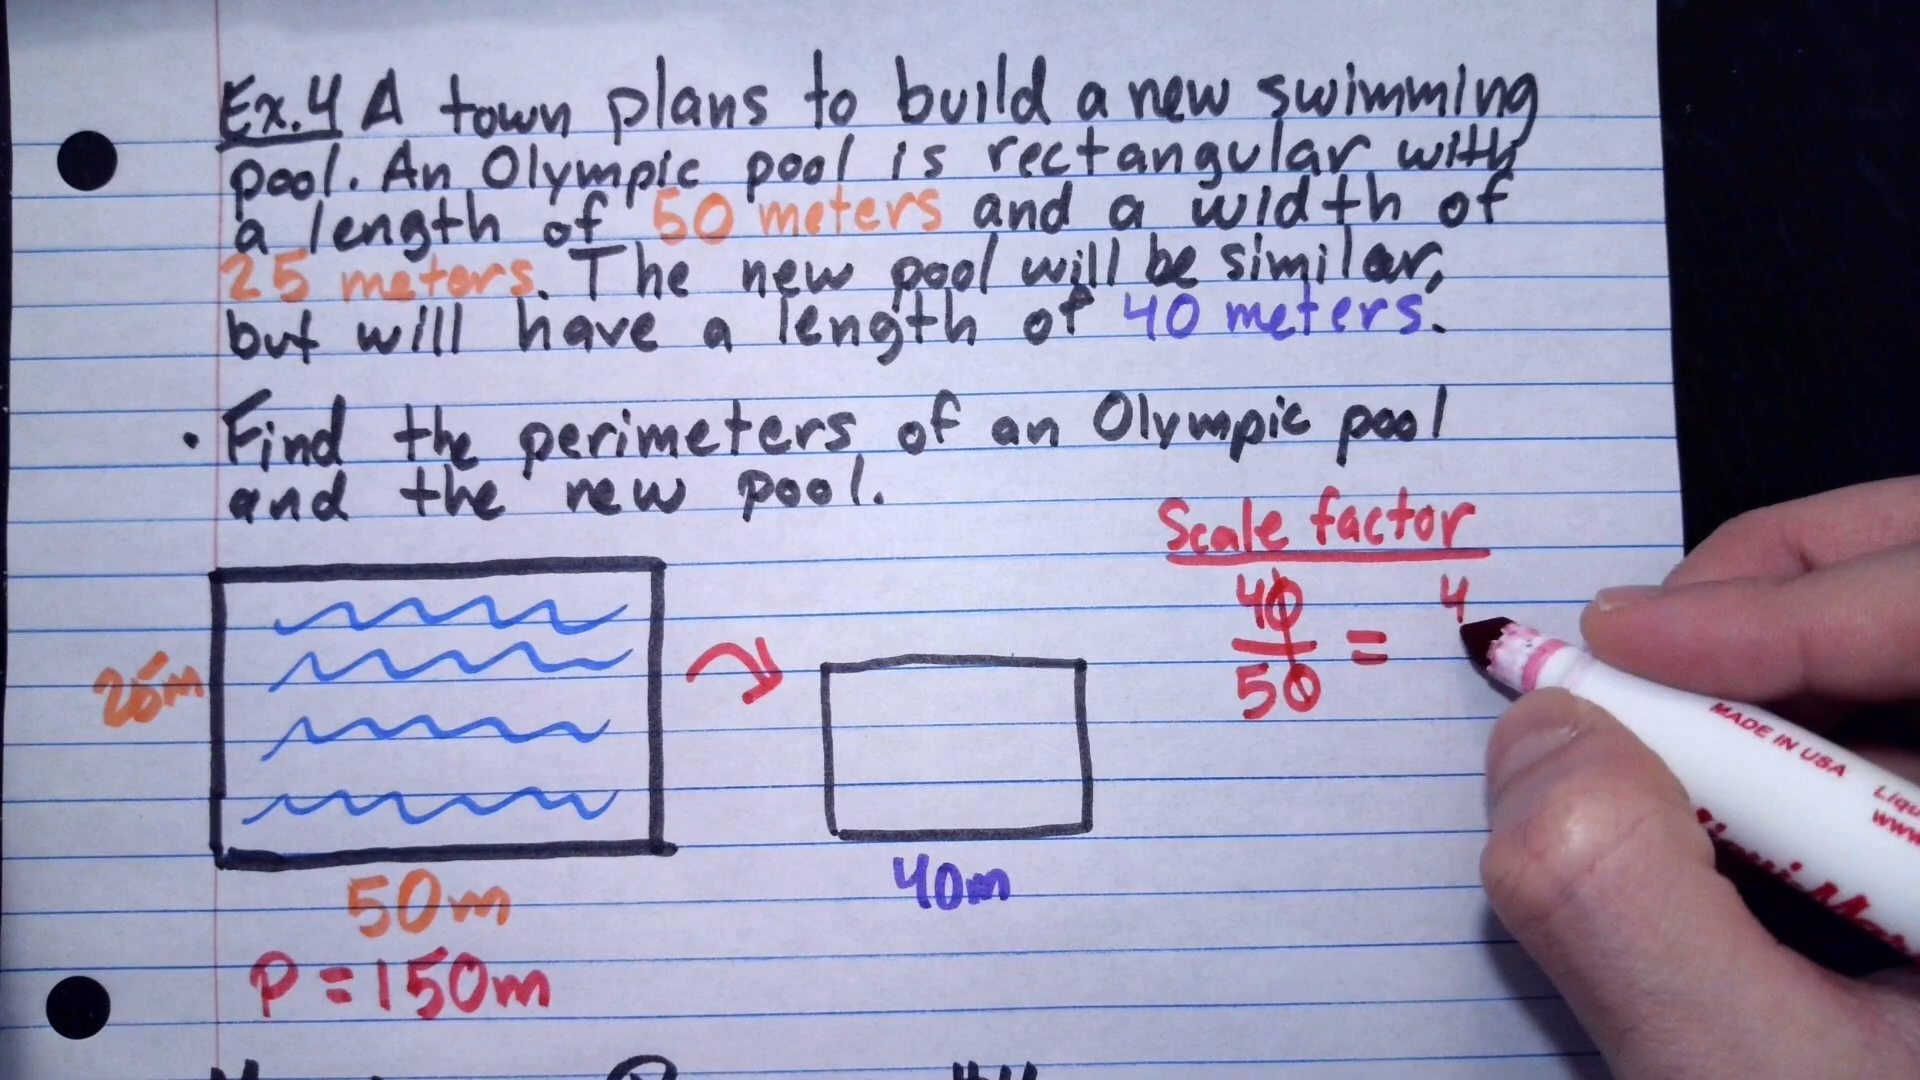 Ex.4 A town plans to build a new swimming
pool. An Olympic pool is rectangular with
a length of 50 meters and a width of
25 meters. The new pool will be similar,
but will have a length of 40 meters.
• Find the perimeters of an Olympic pool
and the new pool.
Scale factor
40
50
=
4
25m
50m
40m
P = 150m
MADE IN USA